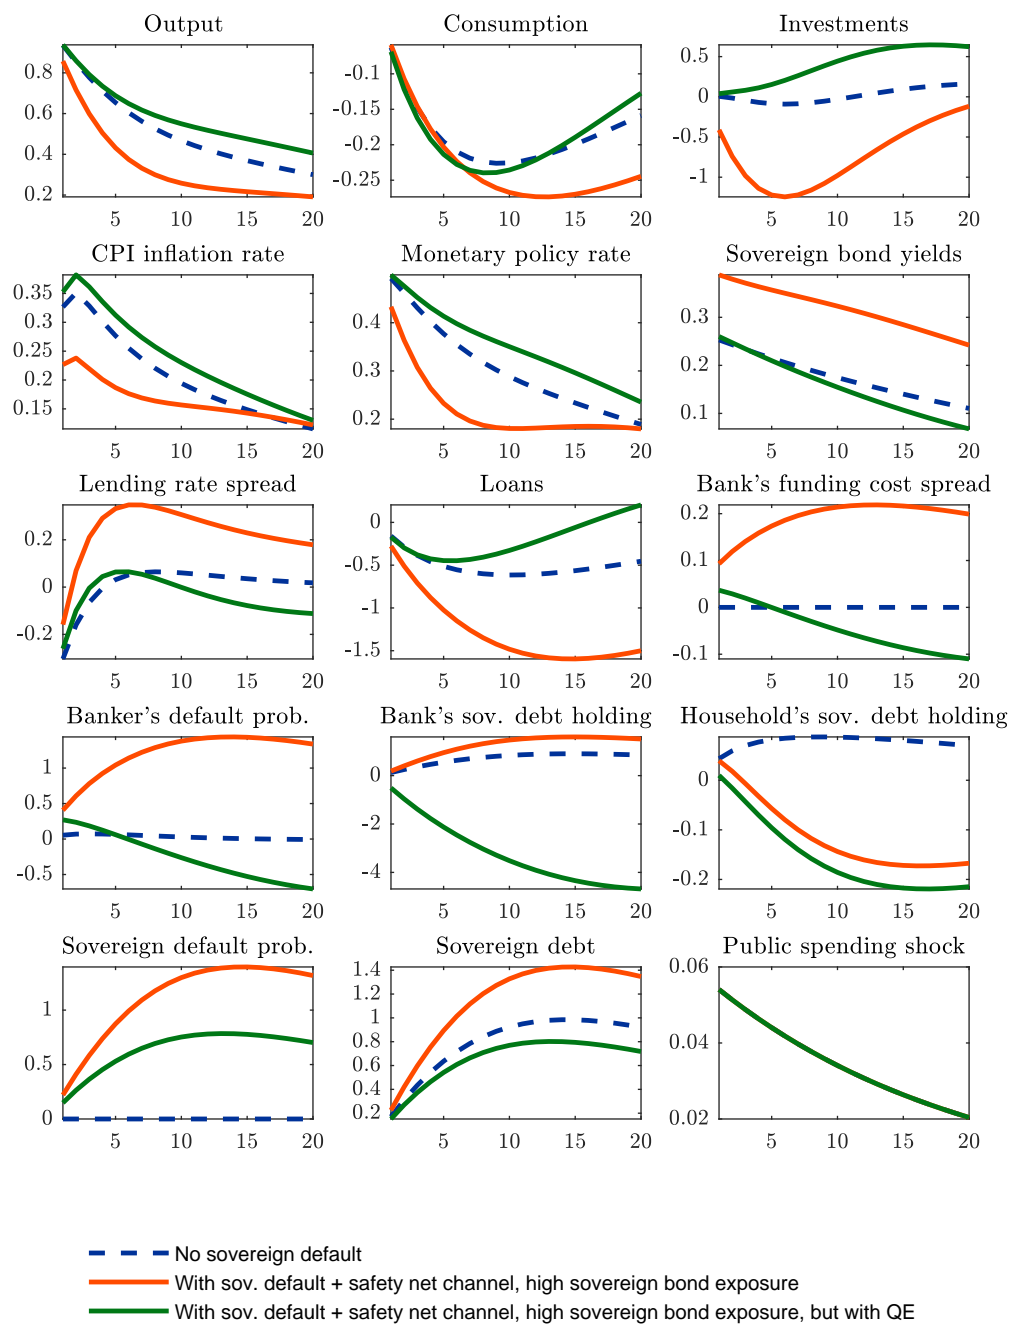 Output Consumption Investments
0.8 0.6 0.4 0.2
5 10 15 20
-0.1 -0.15 -0.2 -0.25
5 10 15 20
0.5 0 -0.5 -1
5 10 15 20
CPI inflation rate Monetary policy rate Sovereign bond yields
0.35 0.3 0.25 0.2 0.15
5 10 15 20
0.4 0.3 0.2
5 10 15 20
0.3 0.2 0.1
5 10 15 20
Lending rate spread Loans Bank's funding cost spread
0.2 0 -0.2
5 10 15 20
0 -0.5 -1 -1.5
5 10 15 20
0.2 0.1 0 -0.1
5 10 15 20
Banker's default prob. Bank's sov. debt holding Household's sov. debt holding
1 0.5 0 -0.5
5 10 15 20
0 -2 -4
5 10 15 20
0 -0.1 -0.2
5 10 15 20
Sovereign default prob. Sovereign debt Public spending shock
1 0.5 0
5 10 15 20
1.4 1.2 1 0.8 0.6 0.4 0.2
5 10 15 20
0.06 0.04 0.02
5 10 15 20
No sovereign default
With sov. default + safety net channel, high sovereign bond exposure
With sov. default + safety net channel, high sovereign bond exposure, but with QE